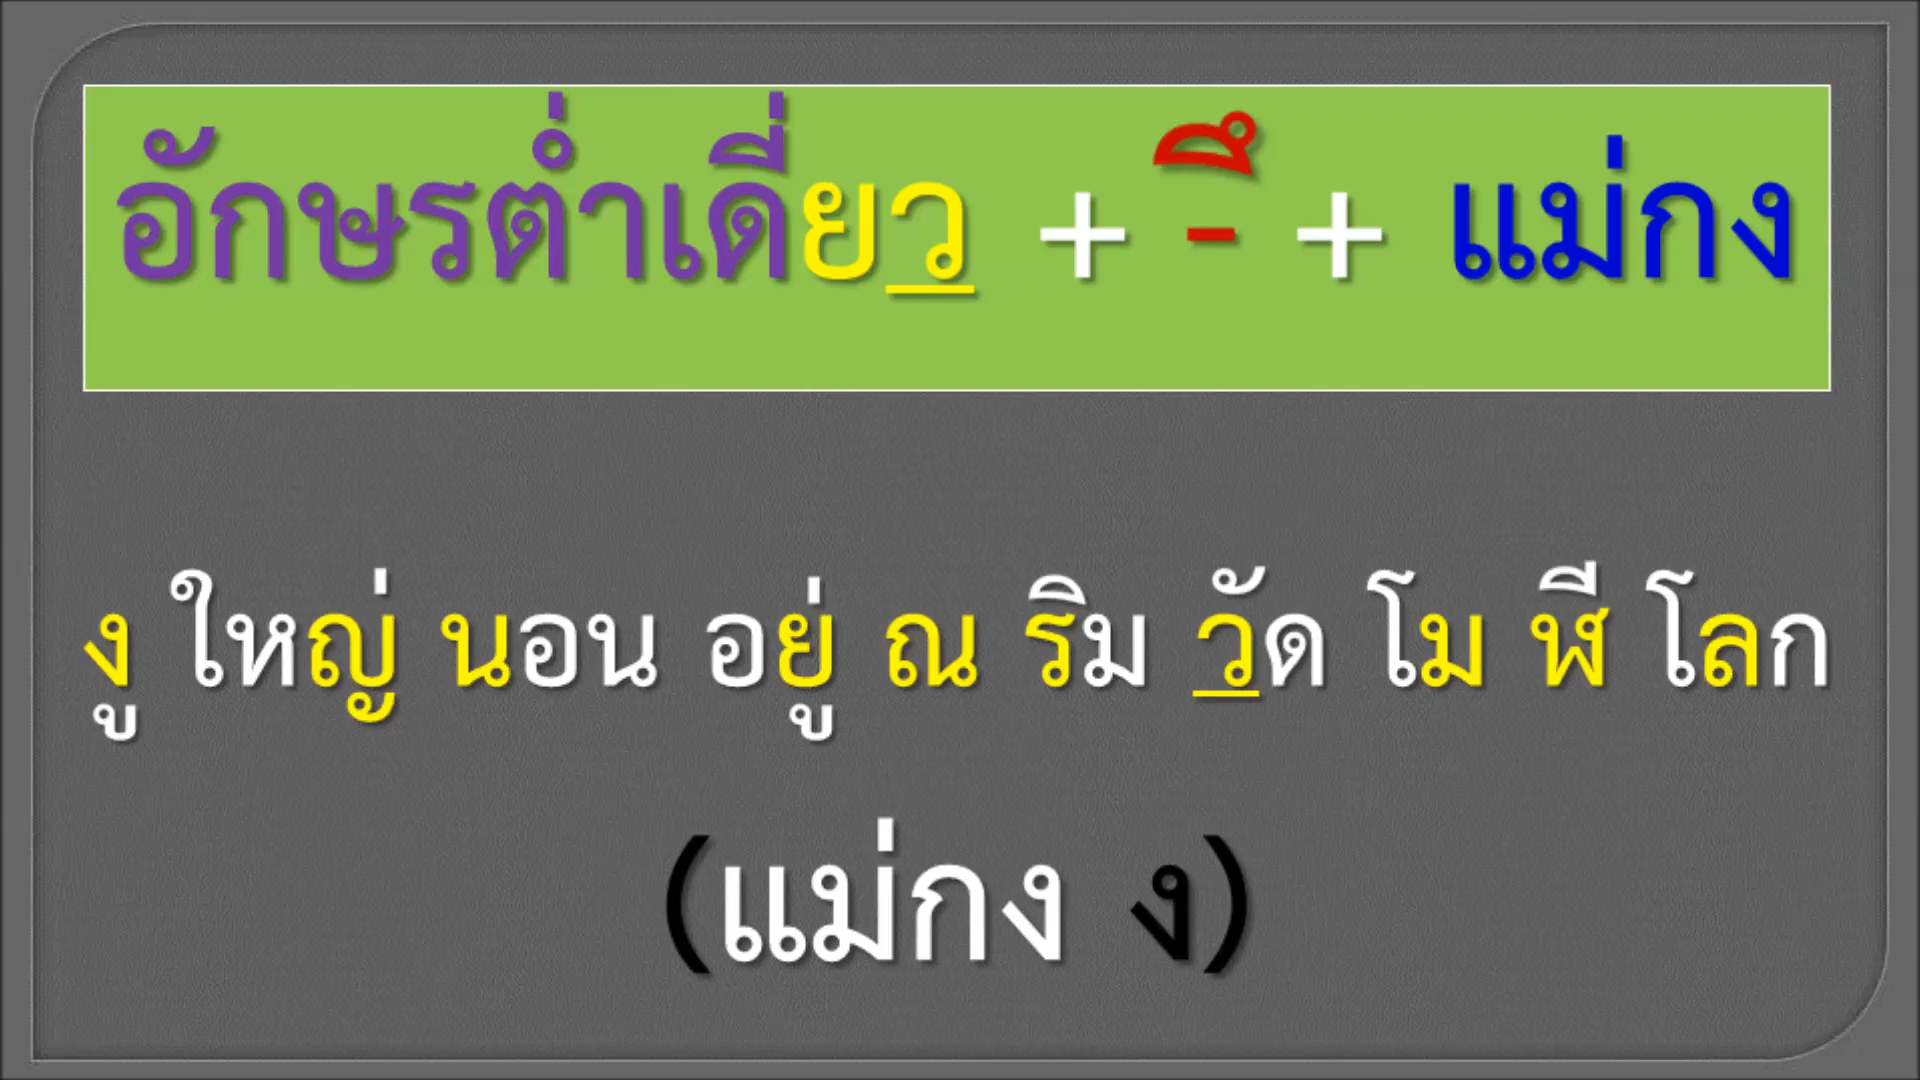 อักษรต่ำเดี่ยว + -ึ + แม่กง
งู ใหญ่ นอน อยู่ ณ ริม วัด โม ฬี โลก
(แม่กง ง)